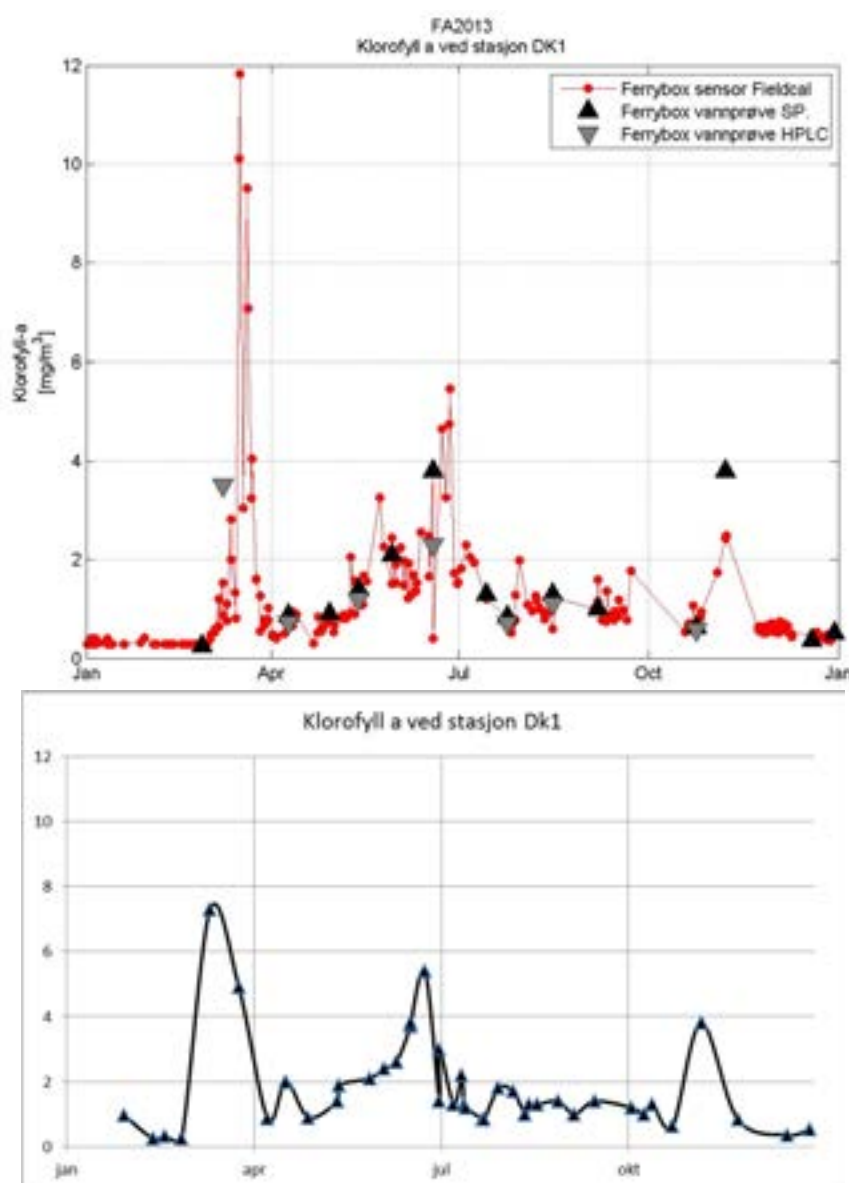 FA2013
Klorofyll a ved stasjon DK1
Ferrybox sensor Fieldcal
Ferrybox vannprøve SP.
Ferrybox vannprøve HPLC
12
10
8
6
4
2
0
Klorofyll-a
[mg/m³]
Jan
Apr
Jul
Oct
Jan
Klorofyll a ved stasjon Dk1
12
10
8
6
4
2
0
jan
apr
jul
okt